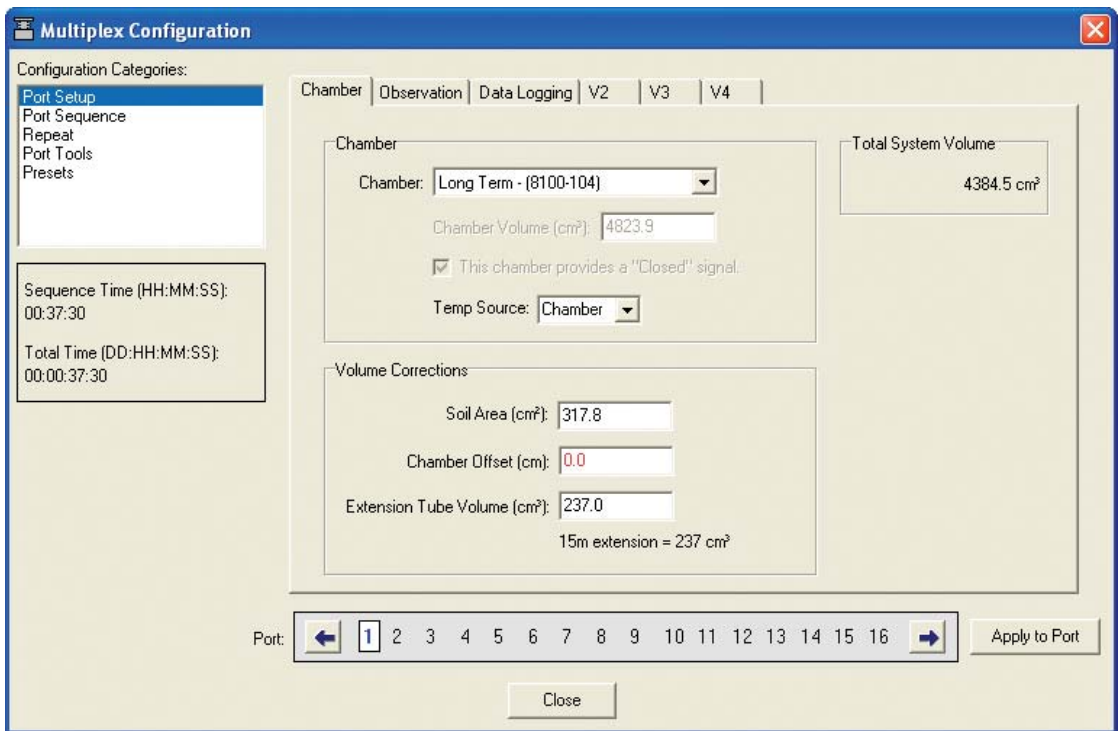 Multiplex Configuration
Configuration Categories:
Port Setup
Port Sequence
Repeat
Port Tools
Presets
Sequence Time (HH:MM:SS):
00:37:30
Total Time (DD:HH:MM:SS):
00:00:37:30
Chamber Observation Data Logging V2 V3 V4
Chamber
Chamber: Long Term - (8100-104)
Chamber Volume (cm³): 4823.9
This chamber provides a "Closed" signal.
Temp Source: Chamber
Total System Volume
4384.5 cm³
Volume Corrections
Soil Area (cm²): 317.8
Chamber Offset (cm): 0.0
Extension Tube Volume (cm³): 237.0
15m extension = 237 cm³
Port: 1 2 3 4 5 6 7 8 9 10 11 12 13 14 15 16
Apply to Port
Close